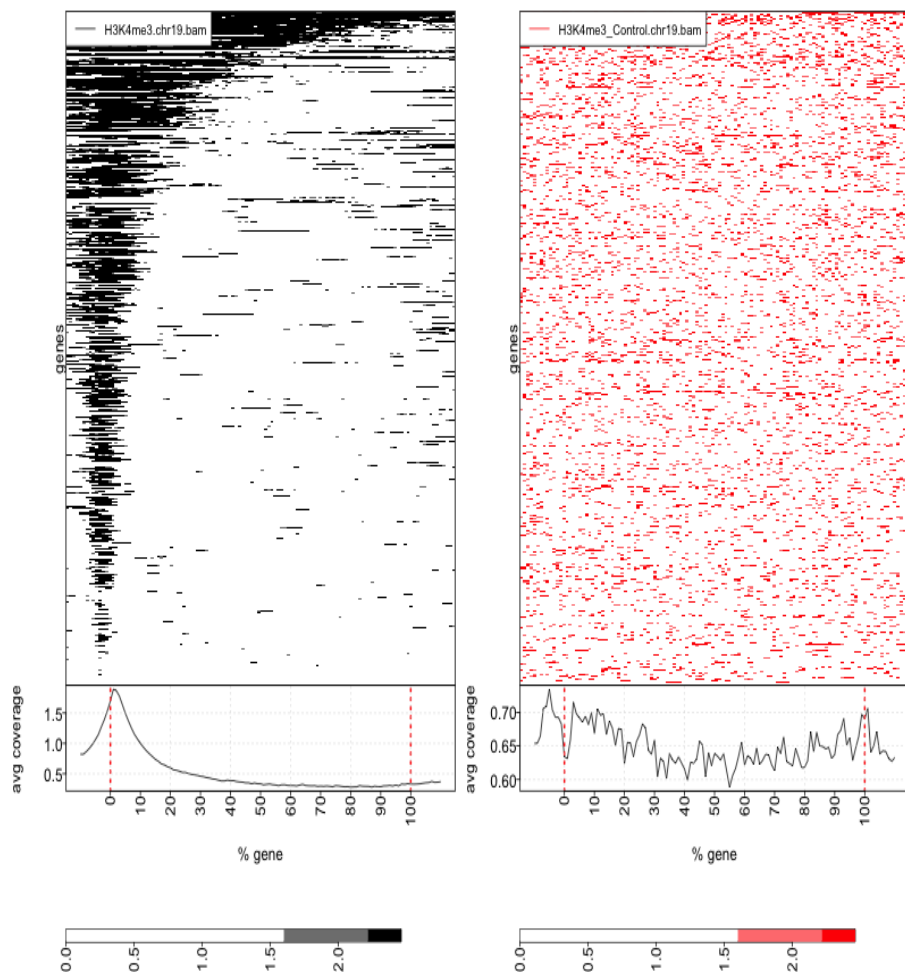 H3K4me3.chr19.bam
genes
avg coverage
1.5
1.0
0.5
0 10 20 30 40 50 60 70 80 90 100
% gene
0.0 0.5 1.0 1.5 2.0
H3K4me3_Control.chr19.bam
genes
avg coverage
0.70
0.65
0.60
0 10 20 30 40 50 60 70 80 90 100
% gene
0.0 0.5 1.0 1.5 2.0